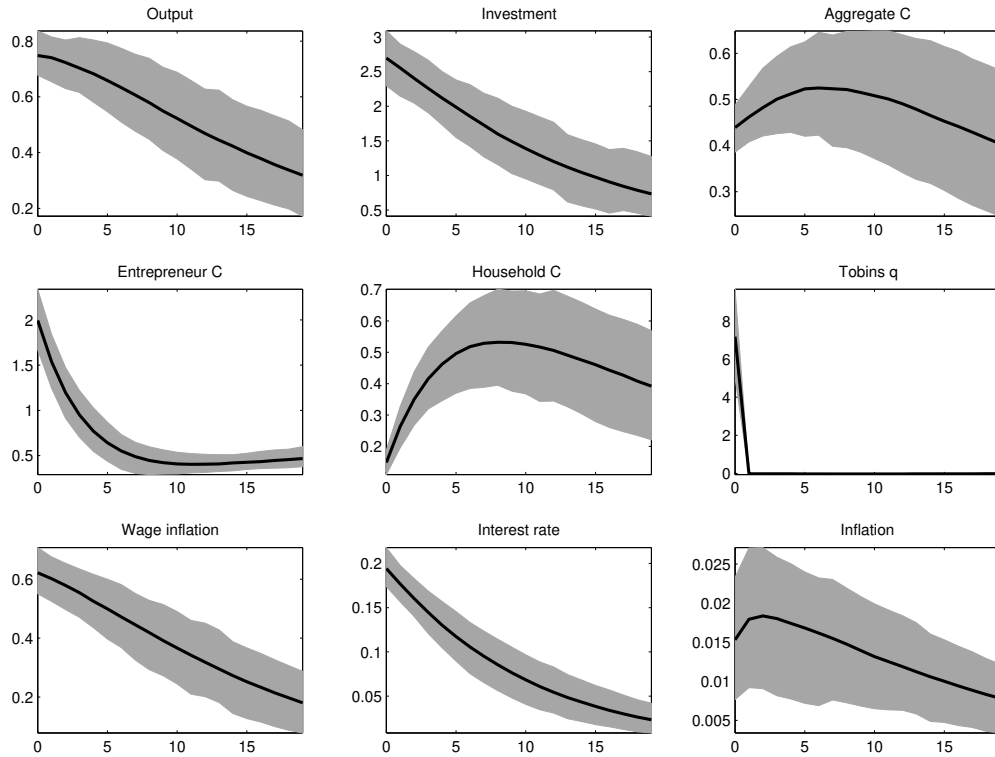 Output
Investment
Aggregate C
0.8
0.6
0.4
0.2
0 5 10 15
3
2.5
2
1.5
1
0.5
0 5 10 15
0.6
0.5
0.4
0.3
0 5 10 15
Entrepreneur C
Household C
Tobins q
2
1.5
1
0.5
0 5 10 15
0.7
0.6
0.5
0.4
0.3
0.2
0 5 10 15
8
6
4
2
0
0 5 10 15
Wage inflation
Interest rate
Inflation
0.6
0.4
0.2
0 5 10 15
0.2
0.15
0.1
0.05
0 5 10 15
0.025
0.02
0.015
0.01
0.005
0 5 10 15